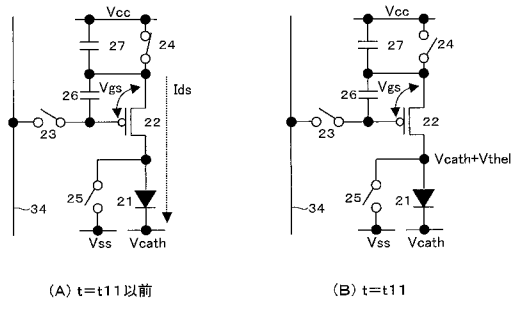 Vcc
27
24
Vgs
26
Ids
22
23
25
21
34
Vss
Vcath
(A) t=t11以前
Vcc
27
24
Vgs
26
22
23
Vcath+Vthel
25
21
34
Vss
Vcath
(B) t=t11